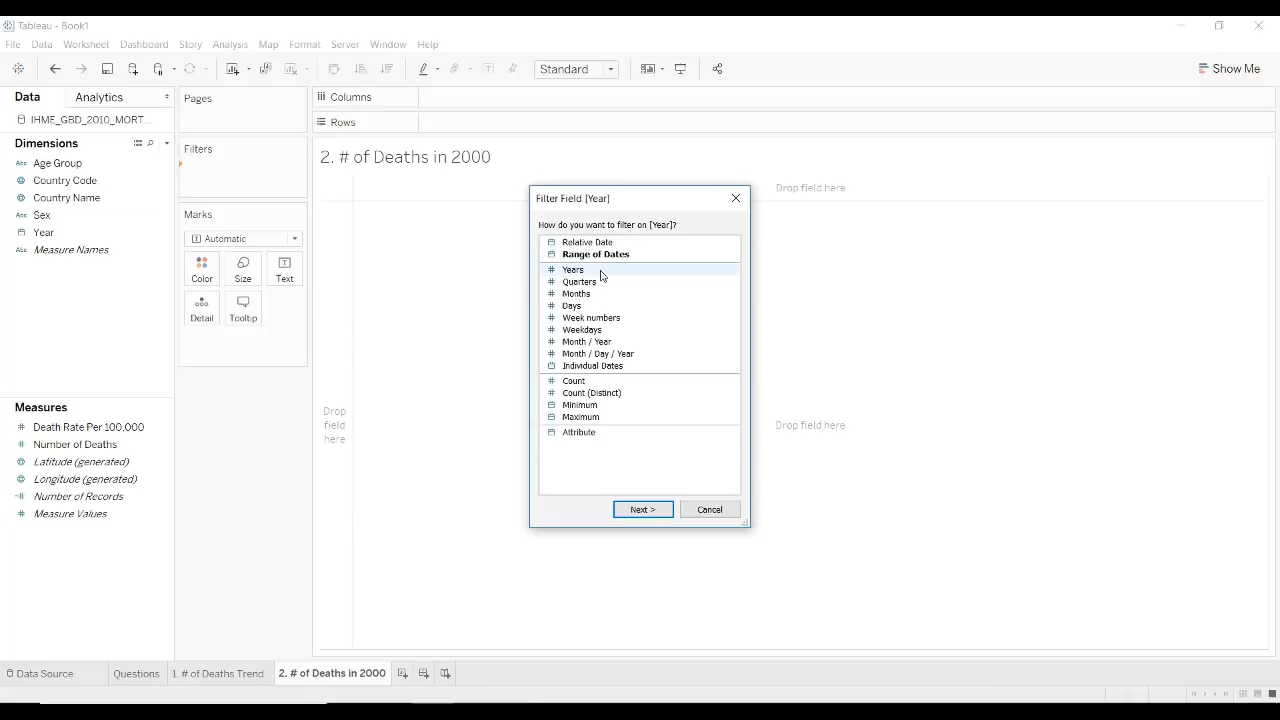 Tableau - Book1
File Data Worksheet Dashboard Story Analysis Map Format Server Window Help
Standard
Show Me
Data Analytics
IHME_GBD_2010_MORT...
Dimensions
Abc Age Group
Country Code
Country Name
Abc Sex
Year
Abc Measure Names
Measures
# Death Rate Per 100,000
# Number of Deaths
Latitude (generated)
Longitude (generated)
=# Number of Records
# Measure Values
Pages
Filters
Marks
Automatic
Color Size Text
Detail Tooltip
Columns
Rows
2. # of Deaths in 2000
Drop field here
Drop
field
here
Drop field here
Filter Field [Year]
How do you want to filter on [Year]?
Relative Date
Range of Dates
# Years
# Quarters
# Months
# Days
# Week numbers
# Weekdays
# Month / Year
# Month / Day / Year
Individual Dates
# Count
# Count (Distinct)
Minimum
Maximum
Attribute
Next >
Cancel
Data Source Questions 1. # of Deaths Trend 2. # of Deaths in 2000